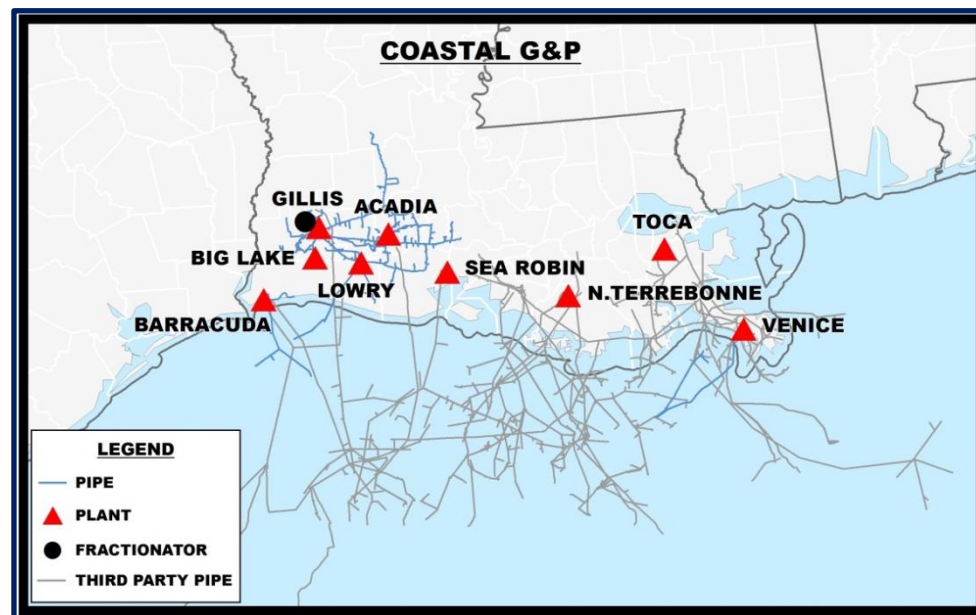 COASTAL G&P
GILLIS
ACADIA
TOCA
BIG LAKE
SEA ROBIN
LOWRY
N.TERREBONNE
BARRACUDA
VENICE
LEGEND
PIPE
PLANT
FRACTIONATOR
THIRD PARTY PIPE